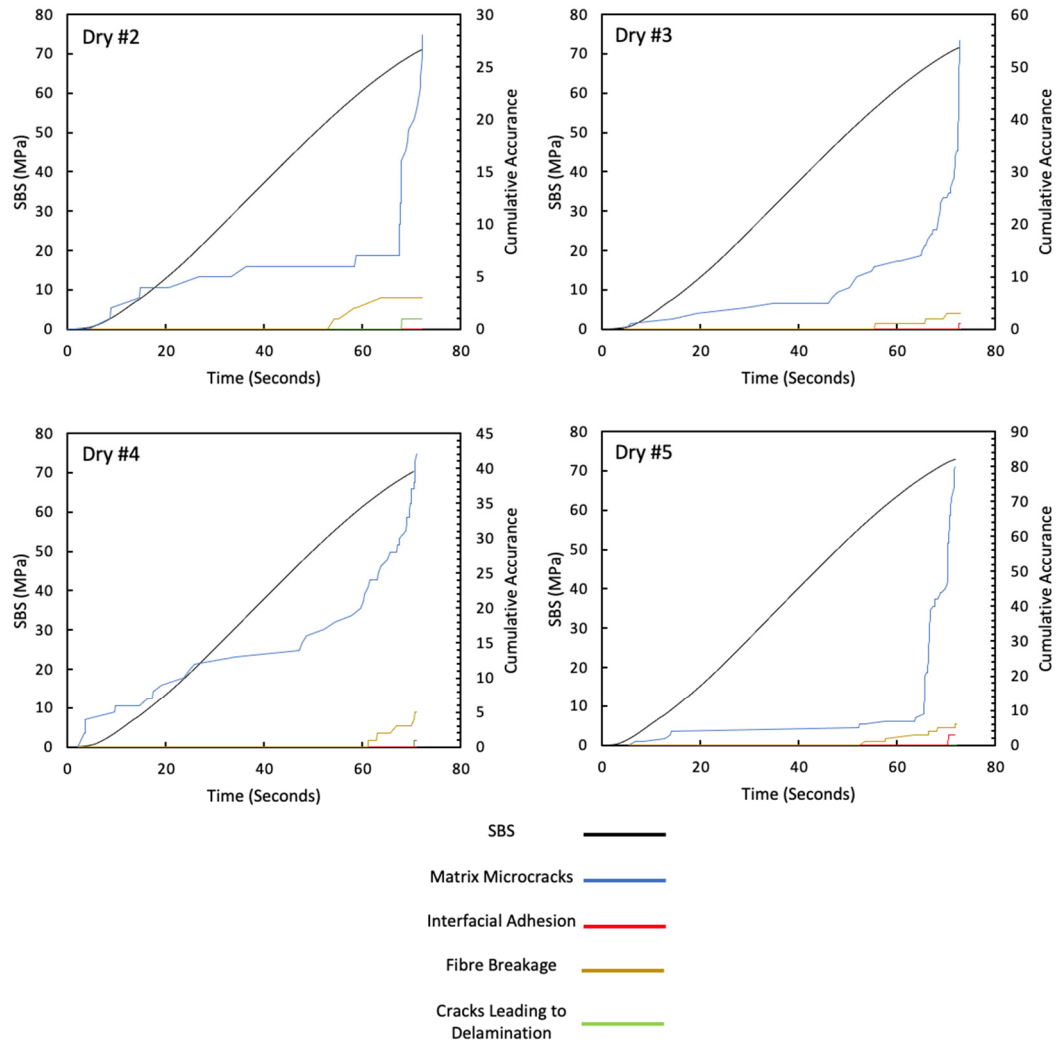 Dry #2
80
70
60
50
40
30
20
10
0
SBS (MPa)
30
25
20
15
10
5
0
Cumulative Accurance
0 20 40 60 80
Time (Seconds)
Dry #3
80
70
60
50
40
30
20
10
0
SBS (MPa)
60
50
40
30
20
10
0
Cumulative Accurance
0 20 40 60 80
Time (Seconds)
Dry #4
80
70
60
50
40
30
20
10
0
SBS (MPa)
45
40
35
30
25
20
15
10
5
0
Cumulative Accurance
0 20 40 60 80
Time (Seconds)
Dry #5
80
70
60
50
40
30
20
10
0
SBS (MPa)
90
80
70
60
50
40
30
20
10
0
Cumulative Accurance
0 20 40 60 80
Time (Seconds)
SBS
Matrix Microcracks
Interfacial Adhesion
Fibre Breakage
Cracks Leading to
Delamination